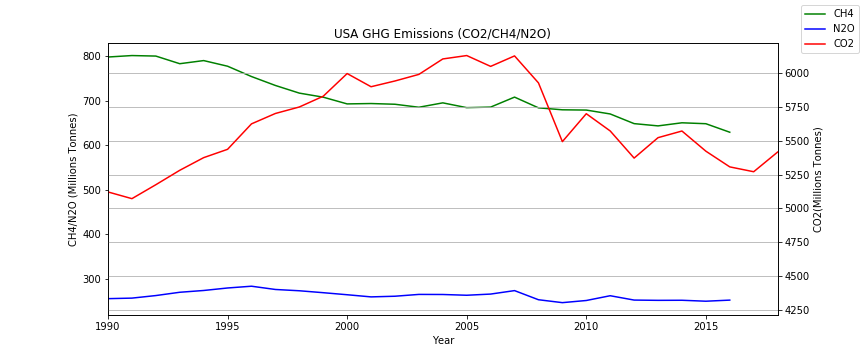 USA GHG Emissions (CO2/CH4/N2O)
CH4
N2O
CO2
CH4/N2O (Millions Tonnes)
800
700
600
500
400
300
6000
5750
5500
5250
5000
4750
4500
4250
CO2(Millions Tonnes)
1990 1995 2000 2005 2010 2015
Year